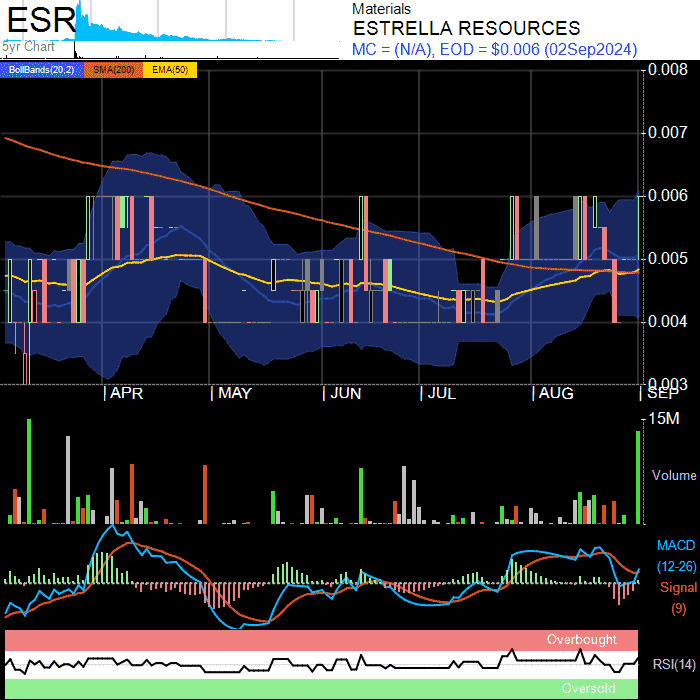 ESR
5yr Chart
Materials
ESTRELLA RESOURCES
MC = (N/A), EOD = $0.006 (02Sep2024)
BollBands(20,2) SMA(200) EMA(50)
0.008
0.007
0.006
0.005
0.004
0.003
APR MAY JUN JUL AUG SEP
15M
Volume
MACD
(12-26)
Signal
(9)
Overbought
RSI(14)
Oversold